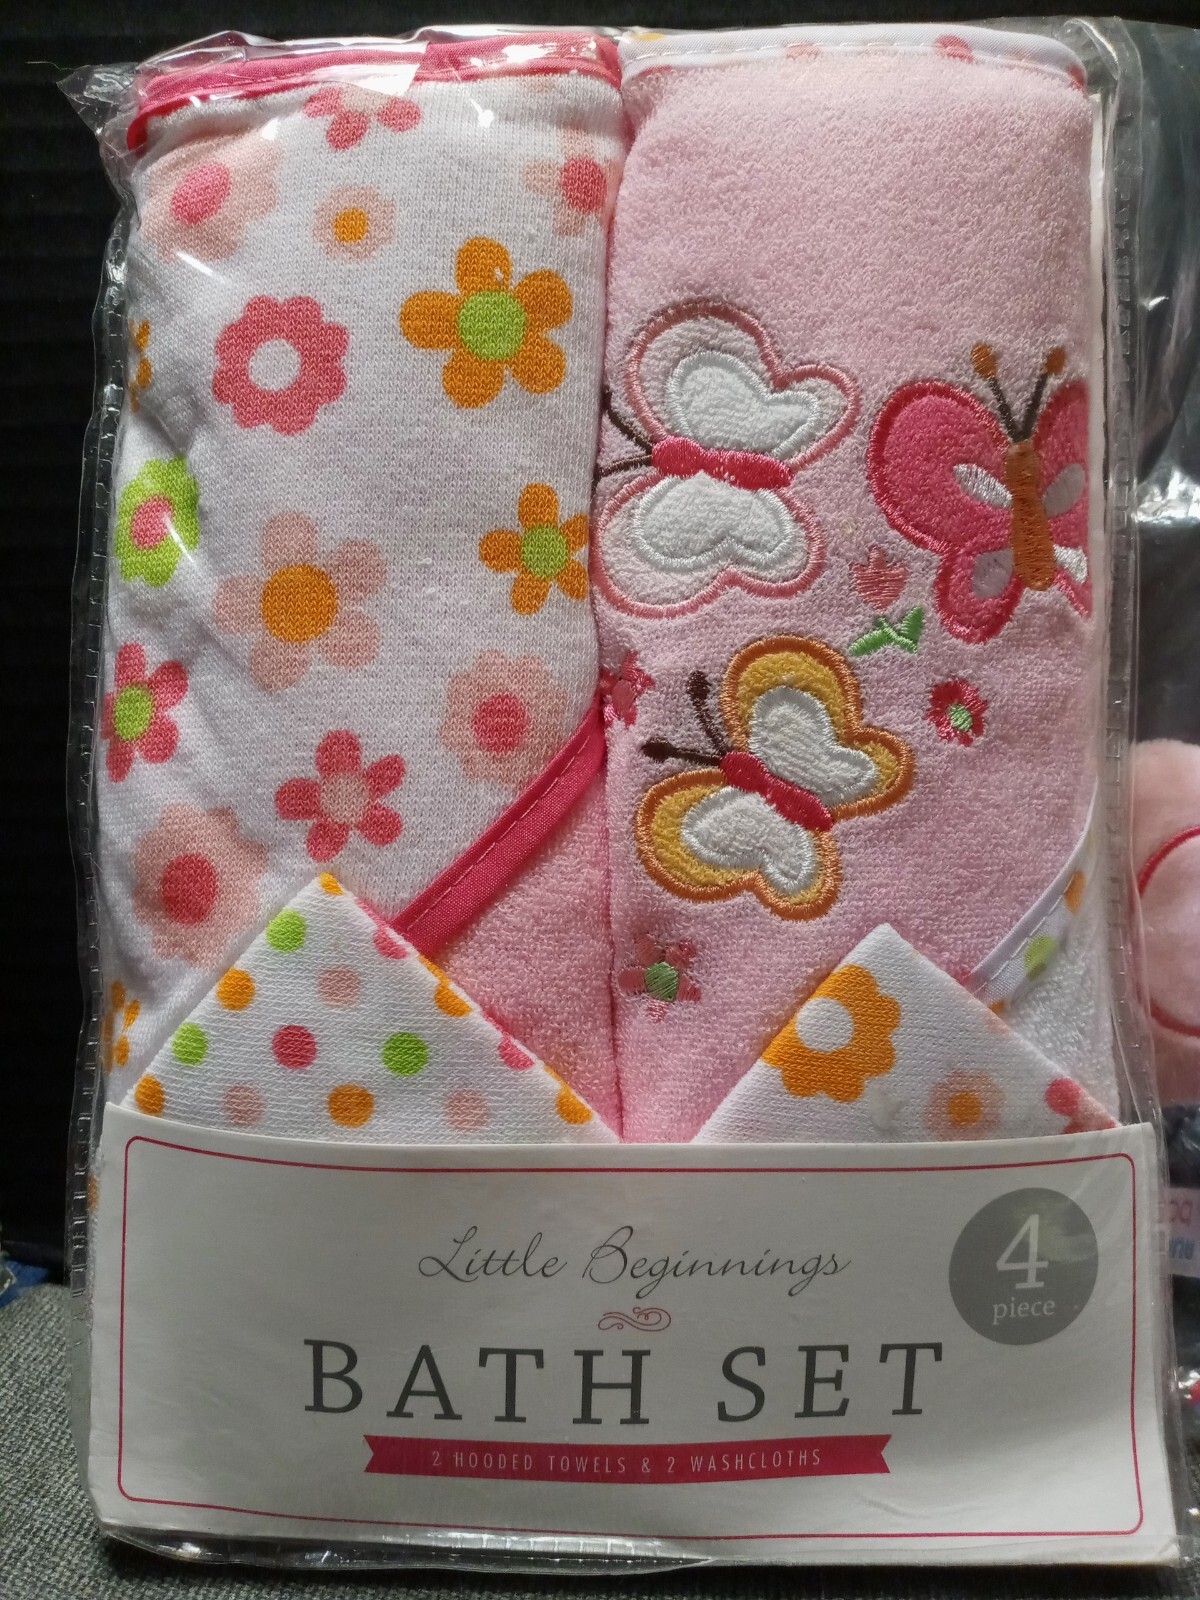 Little Beginnings
4
piece
BATH SET
2 HOODED TOWELS & 2 WASHCLOTHS